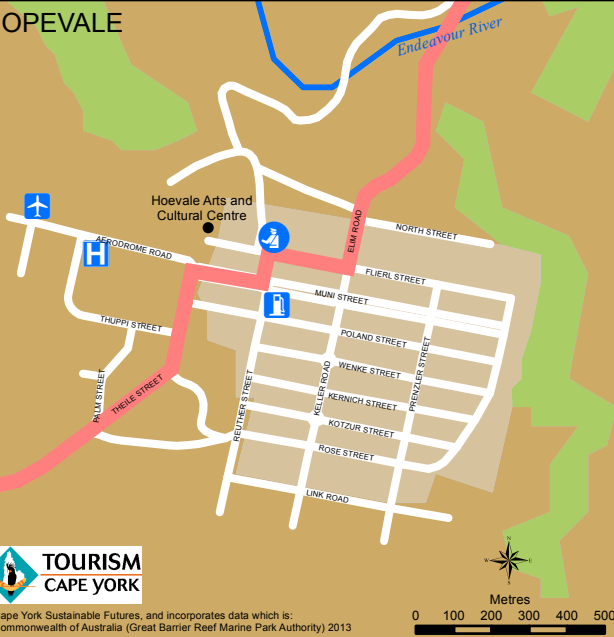 OPEVALE
Endeavour River
Hoevale Arts and
Cultural Centre
ELIM ROAD
NORTH STREET
AERODROME ROAD
H
FLIERL STREET
MUNI STREET
THUPPI STREET
POLAND STREET
WENKE STREET
PRENZLER STREET
KELLER ROAD
PALM STREET
THEILE STREET
REUTHER STREET
KERNICH STREET
KOTZUR STREET
ROSE STREET
LINK ROAD
N
W E
S
TOURISM
CAPE YORK
Metres
0 100 200 300 400 500
ape York Sustainable Futures, and incorporates data which is:
ommonwealth of Australia (Great Barrier Reef Marine Park Authority) 2013